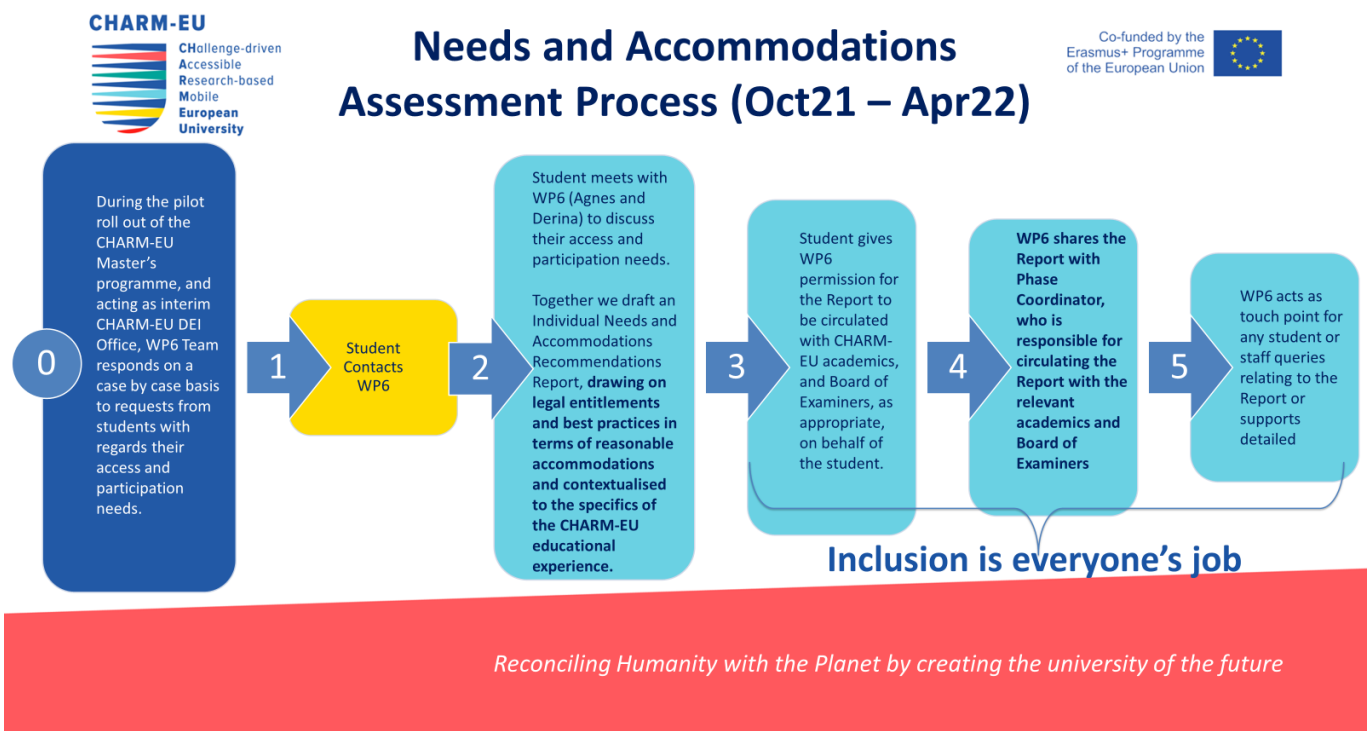 CHARM-EU
CHallenge-driven
Accessible
Research-based
Mobile
European
University
Needs and Accommodations
Assessment Process (Oct21 – Apr22)
Co-funded by the
Erasmus+ Programme
of the European Union
0
During the pilot
roll out of the
CHARM-EU
Master's
programme, and
acting as interim
CHARM-EU DEI
Office, WP6 Team
responds on a
case by case basis
to requests from
students with
regards their
access and
participation
needs.
1
Student
Contacts
WP6
2
Student meets with
WP6 (Agnes and
Derina) to discuss
their access and
participation needs.
Together we draft an
Individual Needs and
Accommodations
Recommendations
Report, drawing on
legal entitlements
and best practices in
terms of reasonable
accommodations
and contextualised
to the specifics of
the CHARM-EU
educational
experience.
3
Student gives
WP6
permission for
the Report to
be circulated
with CHARM-
EU academics,
and Board of
Examiners, as
appropriate,
on behalf of
the student.
4
WP6 shares the
Report with
Phase
Coordinator,
who is
responsible for
circulating the
Report with the
relevant
academics and
Board of
Examiners
5
WP6 acts as
touch point for
any student or
staff queries
relating to the
Report or
supports
detailed
Inclusion is everyone's job
Reconciling Humanity with the Planet by creating the university of the future